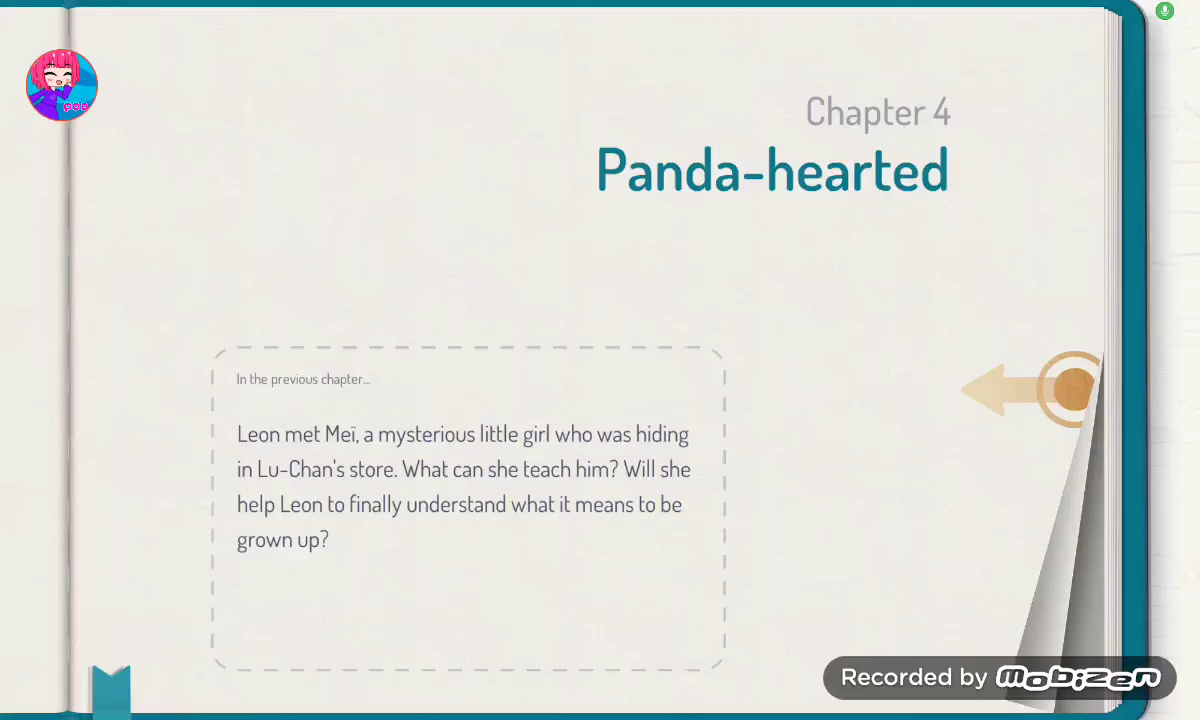 Chapter 4
Panda-hearted
In the previous chapter...
Leon met Meï, a mysterious little girl who was hiding
in Lu-Chan's store. What can she teach him? Will she
help Leon to finally understand what it means to be
grown up?
Recorded by mobizen